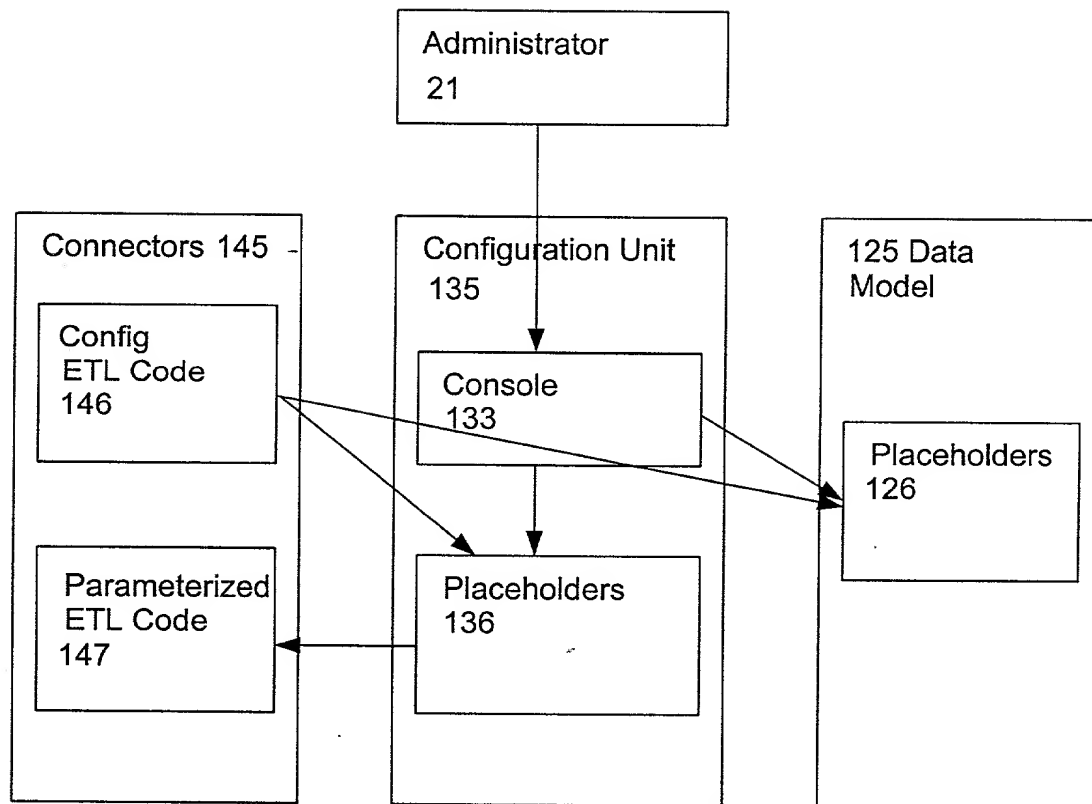 Administrator
21
Connectors 145
Config
ETL Code
146
Parameterized
ETL Code
147
Configuration Unit
135
Console
133
Placeholders
136
125 Data
Model
Placeholders
126